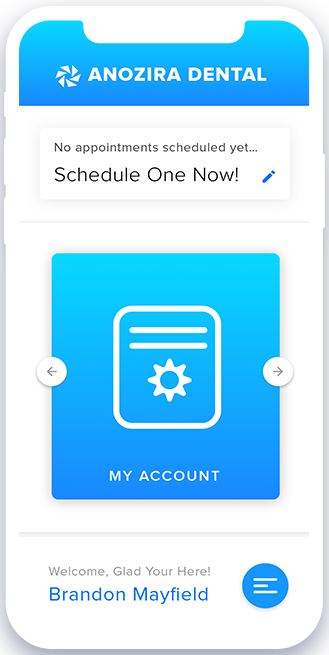 ANOZIRA DENTAL
No appointments scheduled yet...
Schedule One Now!
MY ACCOUNT
Welcome, Glad Your Here!
Brandon Mayfield